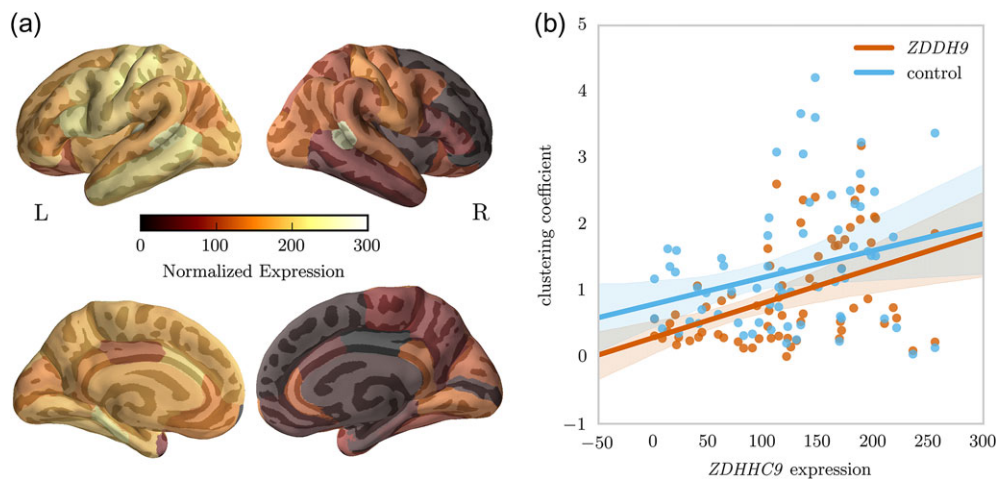 (a)
L
R
0 100 200 300
Normalized Expression
(b)
5
4
3
2
1
0
−1
clustering coefficient
ZDDH9
control
−50 0 50 100 150 200 250 300
ZDHHC9 expression